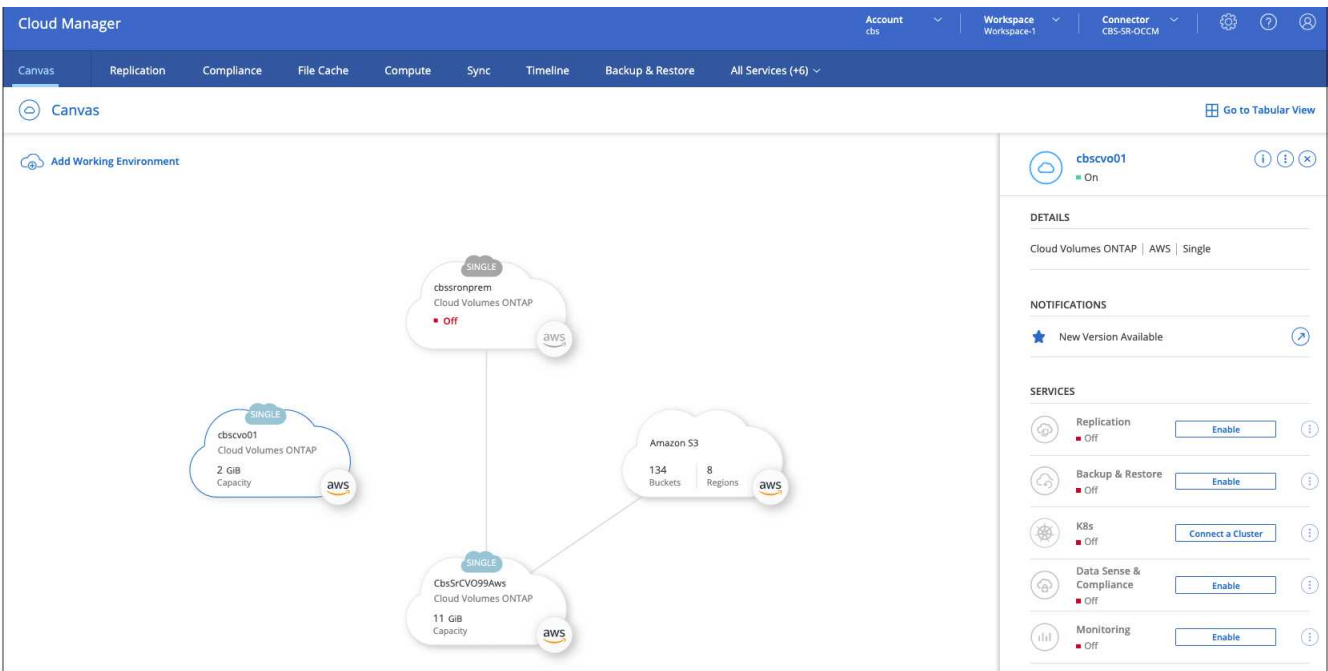 Cloud Manager
Account
cbs
Workspace
Workspace-1
Connector
CBS-SR-OCCM
Canvas
Replication
Compliance
File Cache
Compute
Sync
Timeline
Backup & Restore
All Services (+6)
Canvas
Go to Tabular View
Add Working Environment
SINGLE
cbssronprem
Cloud Volumes ONTAP
Off
aws
SINGLE
cbscvo01
Cloud Volumes ONTAP
2 GiB
Capacity
aws
Amazon S3
134
Buckets
8
Regions
aws
SINGLE
CbsSrCVO99Aws
Cloud Volumes ONTAP
11 GiB
Capacity
aws
cbscvo01
On
DETAILS
Cloud Volumes ONTAP | AWS | Single
NOTIFICATIONS
New Version Available
SERVICES
Replication
Off
Enable
Backup & Restore
Off
Enable
K8s
Off
Connect a Cluster
Data Sense &
Compliance
Off
Enable
Monitoring
Off
Enable